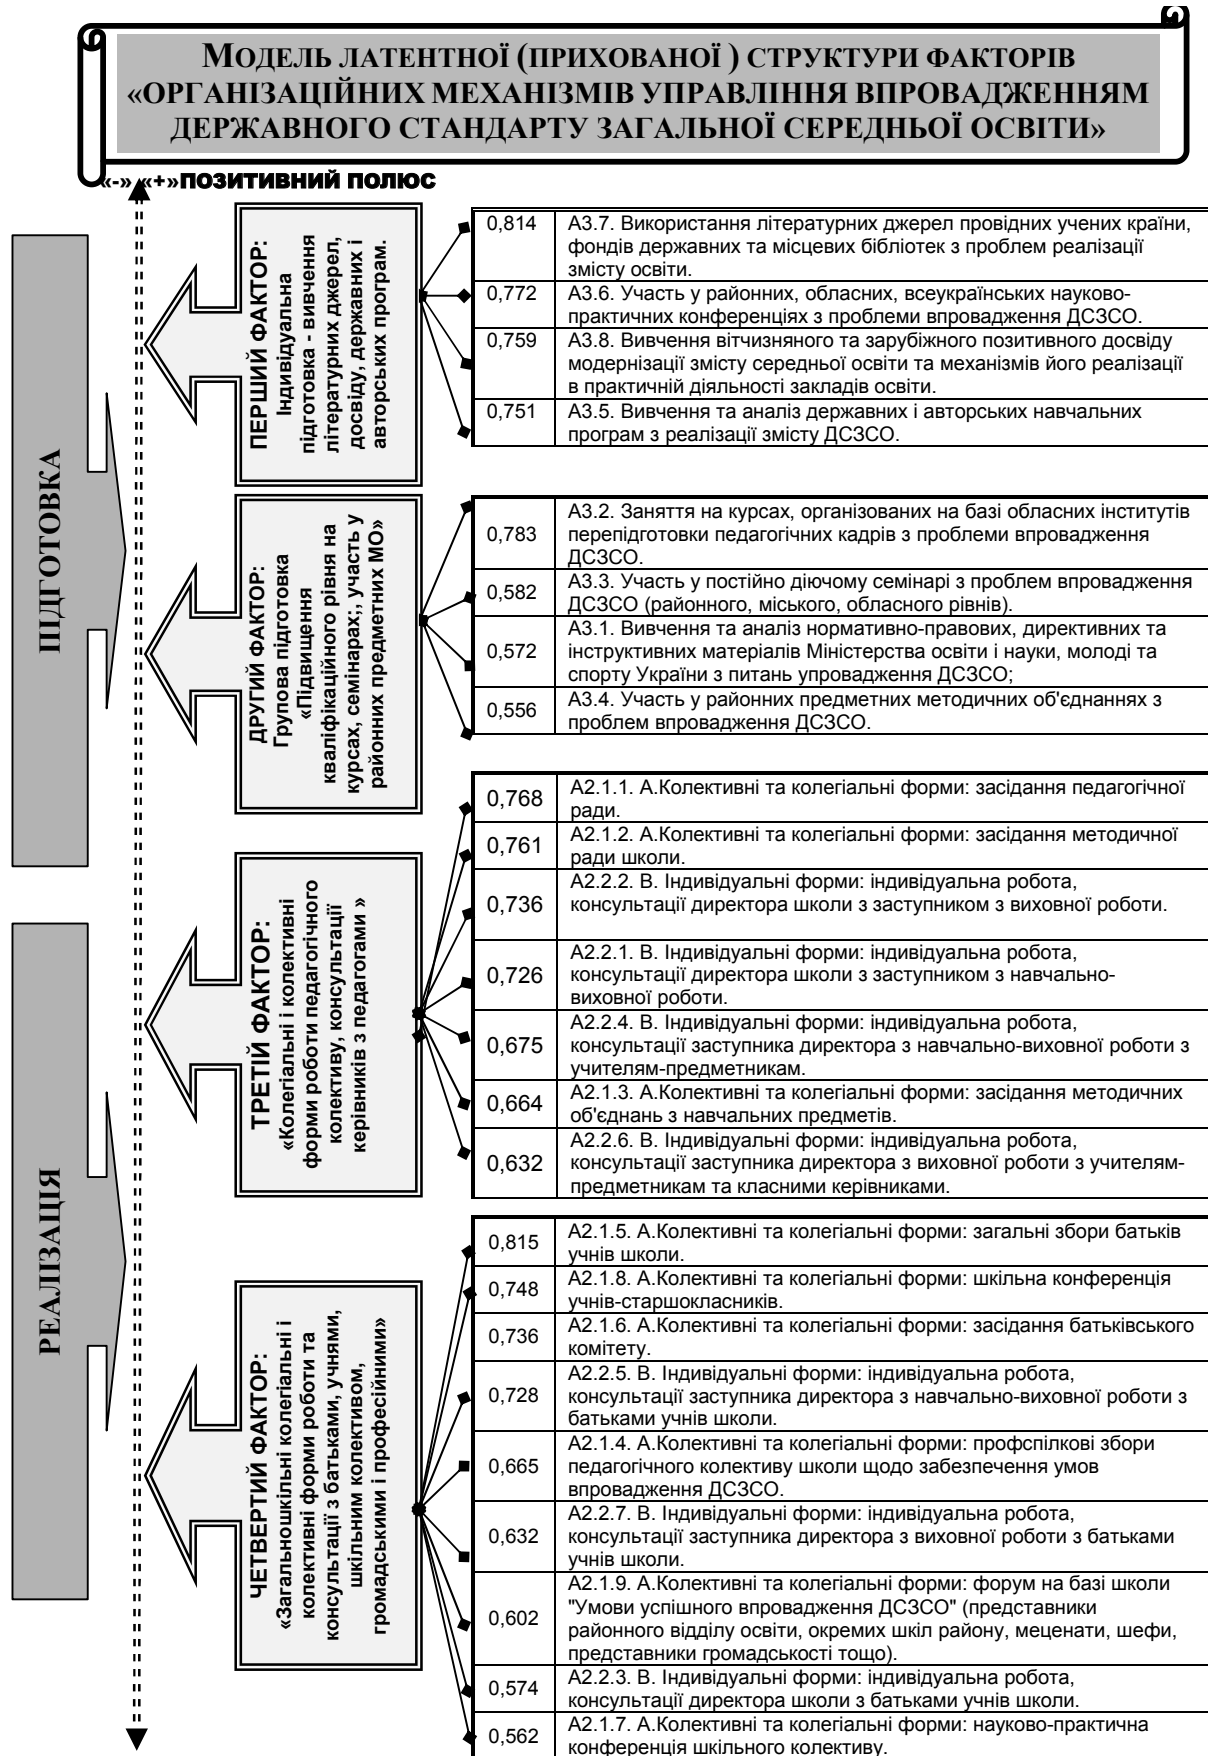 МОДЕЛЬ ЛАТЕНТНОЇ (ПРИХОВАНОЇ ) СТРУКТУРИ ФАКТОРІВ
«ОРГАНІЗАЦІЙНИХ МЕХАНІЗМІВ УПРАВЛІННЯ ВПРОВАДЖЕННЯМ
ДЕРЖАВНОГО СТАНДАРТУ ЗАГАЛЬНОЇ СЕРЕДНЬОЇ ОСВІТИ»
«-» «+»ПОЗИТИВНИЙ ПОЛЮС
ПІДГОТОВКА
ПЕРШИЙ ФАКТОР:
Індивідуальна
підготовка - вивчення
літературних джерел,
досвіду, державних і
авторських програм.
0,814
А3.7. Використання літературних джерел провідних учених країни,
фондів державних та місцевих бібліотек з проблем реалізації
змісту освіти.
0,772
А3.6. Участь у районних, обласних, всеукраїнських науково-
практичних конференціях з проблеми впровадження ДСЗСО.
0,759
А3.8. Вивчення вітчизняного та зарубіжного позитивного досвіду
модернізації змісту середньої освіти та механізмів його реалізації
в практичній діяльності закладів освіти.
0,751
А3.5. Вивчення та аналіз державних і авторських навчальних
програм з реалізації змісту ДСЗСО.
ДРУГИЙ ФАКТОР:
Групова підготовка
«Підвищення
кваліфікаційного рівня на
курсах, семінарах;, участь у
районних предметних МО»
0,783
А3.2. Заняття на курсах, організованих на базі обласних інститутів
перепідготовки педагогічних кадрів з проблеми впровадження
ДСЗСО.
0,582
А3.3. Участь у постійно діючому семінарі з проблем впровадження
ДСЗСО (районного, міського, обласного рівнів).
0,572
А3.1. Вивчення та аналіз нормативно-правових, директивних та
інструктивних матеріалів Міністерства освіти і науки, молоді та
спорту України з питань упровадження ДСЗСО;
0,556
А3.4. Участь у районних предметних методичних об'єднаннях з
проблем впровадження ДСЗСО.
РЕАЛІЗАЦІЯ
ТРЕТІЙ ФАКТОР:
«Колегіальні і колективні
форми роботи педагогічного
колективу, консультації
керівників з педагогами »
0,768
А2.1.1. А.Колективні та колегіальні форми: засідання педагогічної
ради.
0,761
А2.1.2. А.Колективні та колегіальні форми: засідання методичної
ради школи.
0,736
А2.2.2. В. Індивідуальні форми: індивідуальна робота,
консультації директора школи з заступником з виховної роботи.
0,726
А2.2.1. В. Індивідуальні форми: індивідуальна робота,
консультації директора школи з заступником з навчально-
виховної роботи.
0,675
А2.2.4. В. Індивідуальні форми: індивідуальна робота,
консультації заступника директора з навчально-виховної роботи з
учителям-предметникам.
0,664
А2.1.3. А.Колективні та колегіальні форми: засідання методичних
об'єднань з навчальних предметів.
0,632
А2.2.6. В. Індивідуальні форми: індивідуальна робота,
консультації заступника директора з виховної роботи з учителям-
предметникам та класними керівниками.
ЧЕТВЕРТИЙ ФАКТОР:
«Загальношкільні колегіальні і
колективні форми роботи та
консультації з батьками, учнями,
шкільним колективом,
громадськими і професійними»
0,815
А2.1.5. А.Колективні та колегіальні форми: загальні збори батьків
учнів школи.
0,748
А2.1.8. А.Колективні та колегіальні форми: шкільна конференція
учнів-старшокласників.
0,736
А2.1.6. А.Колективні та колегіальні форми: засідання батьківського
комітету.
0,728
А2.2.5. В. Індивідуальні форми: індивідуальна робота,
консультації заступника директора з навчально-виховної роботи з
батьками учнів школи.
0,665
А2.1.4. А.Колективні та колегіальні форми: профспілкові збори
педагогічного колективу школи щодо забезпечення умов
впровадження ДСЗСО.
0,632
А2.2.7. В. Індивідуальні форми: індивідуальна робота,
консультації заступника директора з виховної роботи з батьками
учнів школи.
0,602
А2.1.9. А.Колективні та колегіальні форми: форум на базі школи
"Умови успішного впровадження ДСЗСО" (представники
районного відділу освіти, окремих шкіл району, меценати, шефи,
представники громадськості тощо).
0,574
А2.2.3. В. Індивідуальні форми: індивідуальна робота,
консультації директора школи з батьками учнів школи.
0,562
А2.1.7. А.Колективні та колегіальні форми: науково-практична
конференція шкільного колективу.